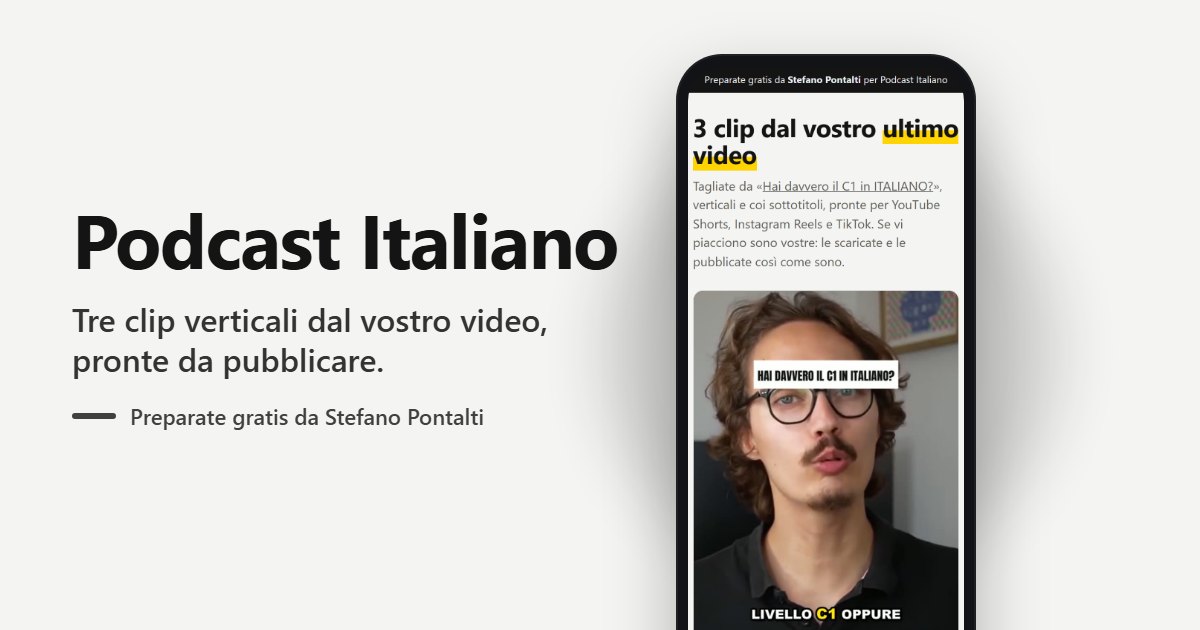 Podcast Italiano
Tre clip verticali dal vostro video,
pronte da pubblicare.
Preparate gratis da Stefano Pontalti
Preparate gratis da Stefano Pontalti per Podcast Italiano
3 clip dal vostro ultimo
video
Tagliate da «Hai davvero il C1 in ITALIANO?»,
verticali e coi sottotitoli, pronte per YouTube
Shorts, Instagram Reels e TikTok. Se vi
piacciono sono vostre: le scaricate e le
pubblicate così come sono.
HAI DAVVERO IL C1 IN ITALIANO?
LIVELLO C1 OPPURE